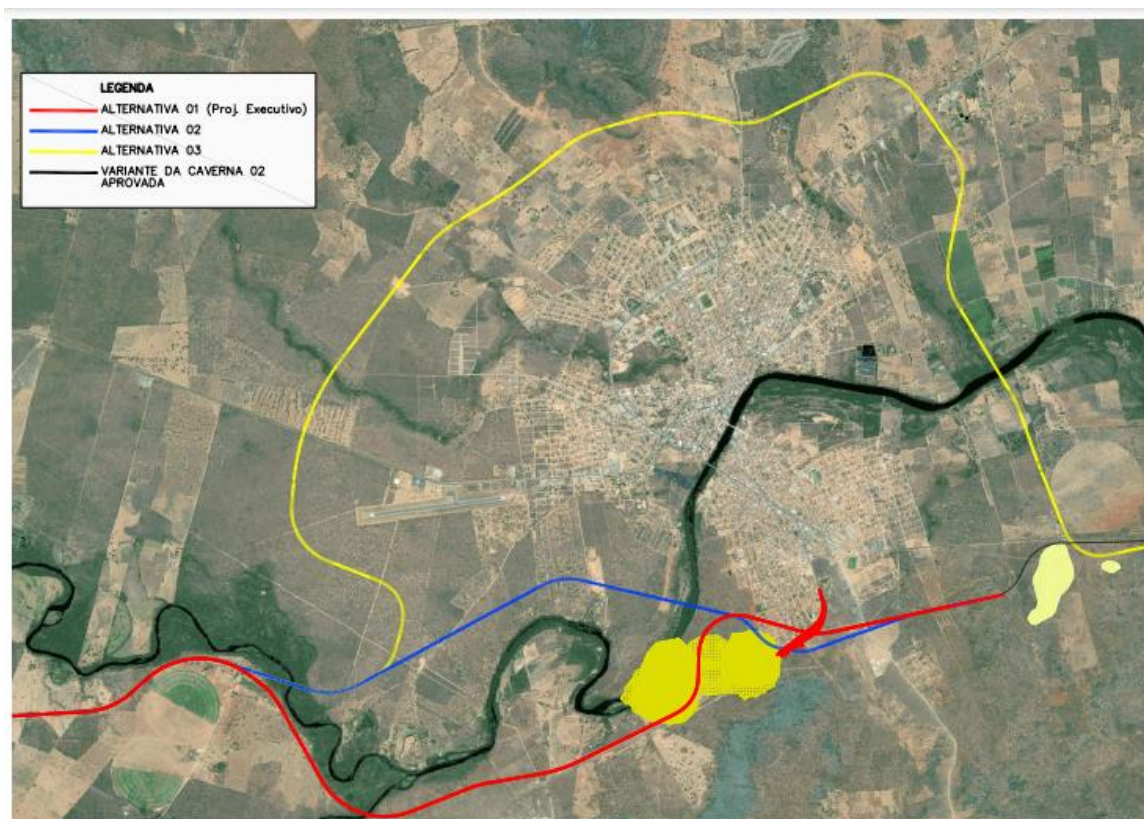 LEGENDA
ALTERNATIVA 01 (Proj. Executivo)
ALTERNATIVA 02
ALTERNATIVA 03
VARIANTE DA CAVERNA 02
APROVADA